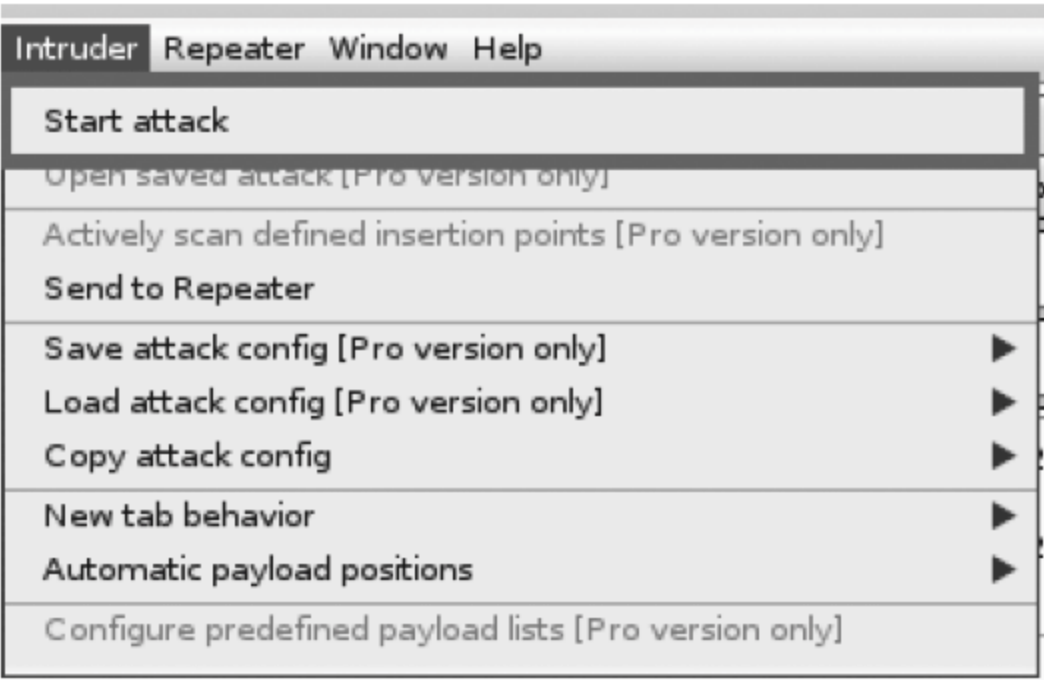 Intruder Repeater Window Help
Start attack
Open saved attack [Pro version only]
Actively scan defined insertion points [Pro version only]
Send to Repeater
Save attack config [Pro version only]
Load attack config [Pro version only]
Copy attack config
New tab behavior
Automatic payload positions
Configure predefined payload lists [Pro version only]